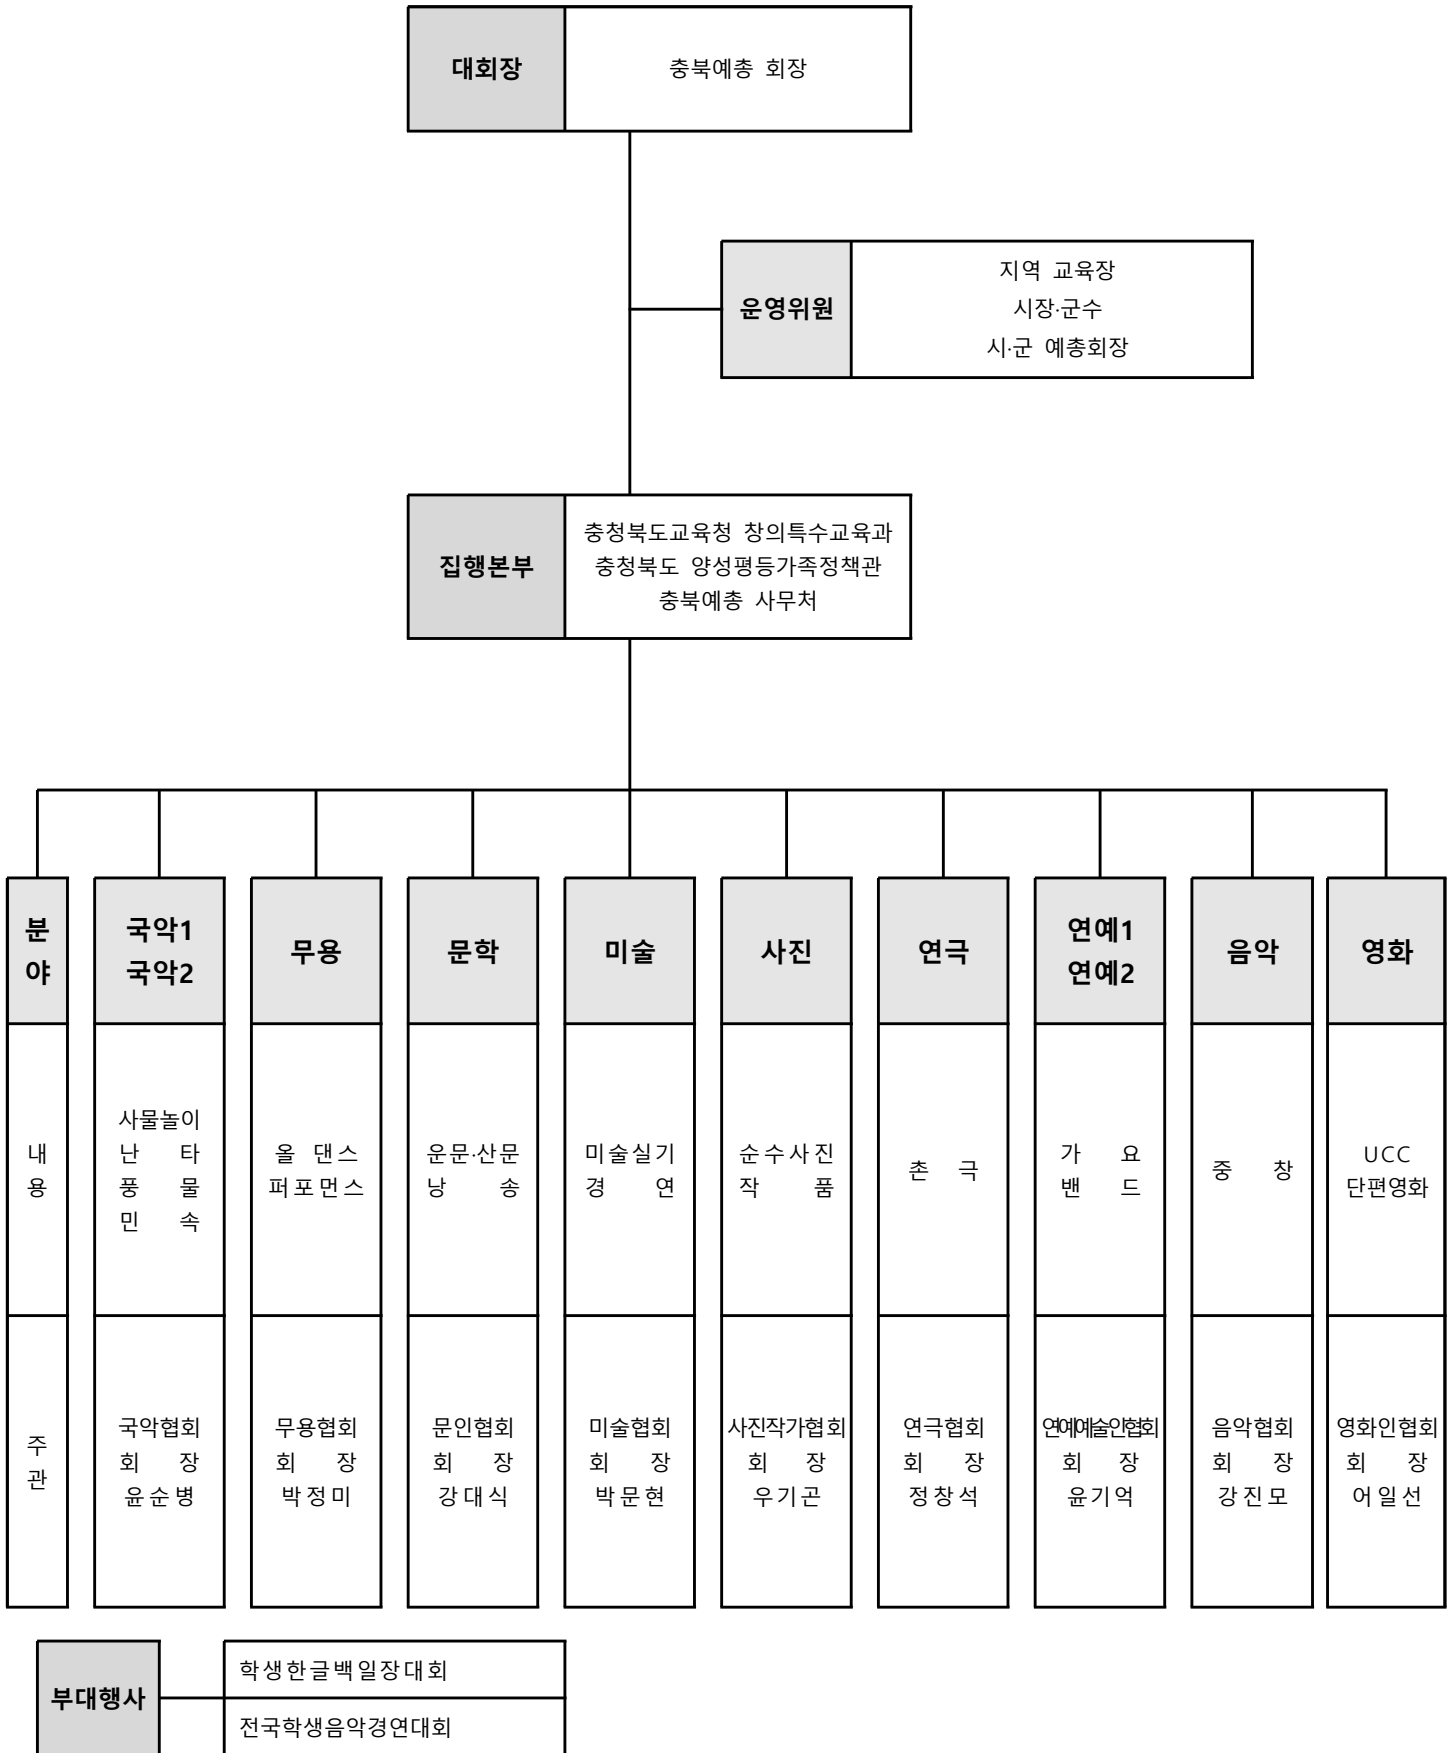 대회장
충북예총 회장
운영위원
지역 교육장
시장·군수
시·군 예총회장
집행본부
충청북도교육청 창의특수교육과
충청북도 양성평등가족정책관
충북예총 사무처
분
야
국악1
국악2
무용
문학
미술
사진
연극
연예1
연예2
음악
영화
내
용
사물놀이
난 타
풍 물
민 속
올 댄스
퍼포먼스
운문·산문
낭 송
미술실기
경 연
순수사진
작 품
촌 극
가 요
밴 드
중 창
UCC
단편영화
주
관
국악협회
회 장
윤순병
무용협회
회 장
박정미
문인협회
회 장
강대식
미술협회
회 장
박문현
사진작가협회
회 장
우기곤
연극협회
회 장
정창석
연예예술인협회
회 장
윤기억
음악협회
회 장
강진모
영화인협회
회 장
어일선
부대행사
학생한글백일장대회
전국학생음악경연대회